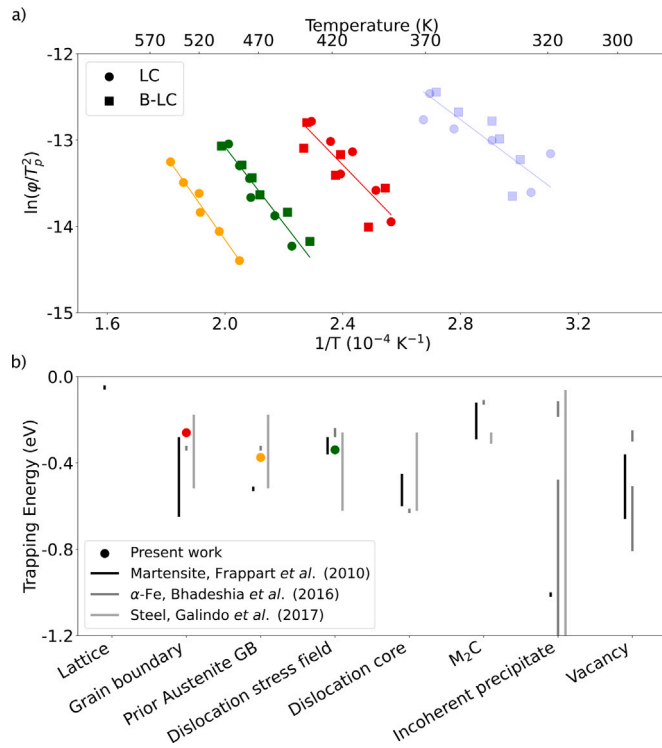 a)
Temperature (K)
570 520 470 420 370 320 300
-12
-13
-14
-15
ln(φ/T_p^2)
LC
B-LC
1.6 2.0 2.4 2.8 3.2
1/T (10^-4 K^-1)
b)
0.0
-0.4
-0.8
-1.2
Trapping Energy (eV)
Present work
Martensite, Frappart et al. (2010)
α-Fe, Bhadeshia et al. (2016)
Steel, Galindo et al. (2017)
Lattice
Grain boundary
Prior Austenite GB
Dislocation stress field
Dislocation core
M₂C
Incoherent precipitate
Vacancy